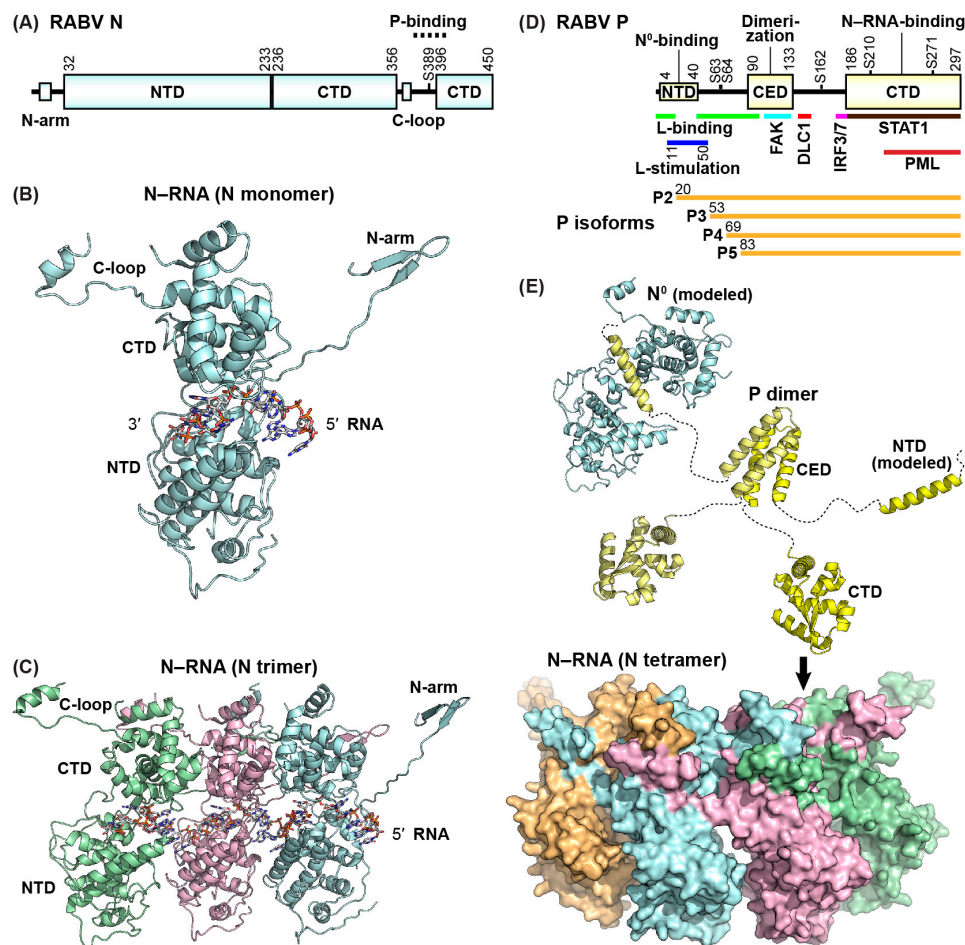 (A) RABV N
P-binding
32
233
236
356
S389
396
450
NTD
CTD
CTD
N-arm
C-loop
(B)
N–RNA (N monomer)
N-arm
C-loop
CTD
3′
5′ RNA
NTD
(C)
N–RNA (N trimer)
N-arm
C-loop
CTD
5′ RNA
NTD
(D) RABV P
Dimeri-
zation
N–RNA-binding
N⁰-binding
4
40
S63
S64
90
133
S162
186
S210
S271
297
NTD
CED
CTD
L-binding
FAK
DLC1
IRF3/7
STAT1
PML
11
50
L-stimulation
P isoforms
P2
20
P3
53
P4
69
P5
83
(E)
N⁰ (modeled)
P dimer
CED
NTD
(modeled)
CTD
N–RNA (N tetramer)